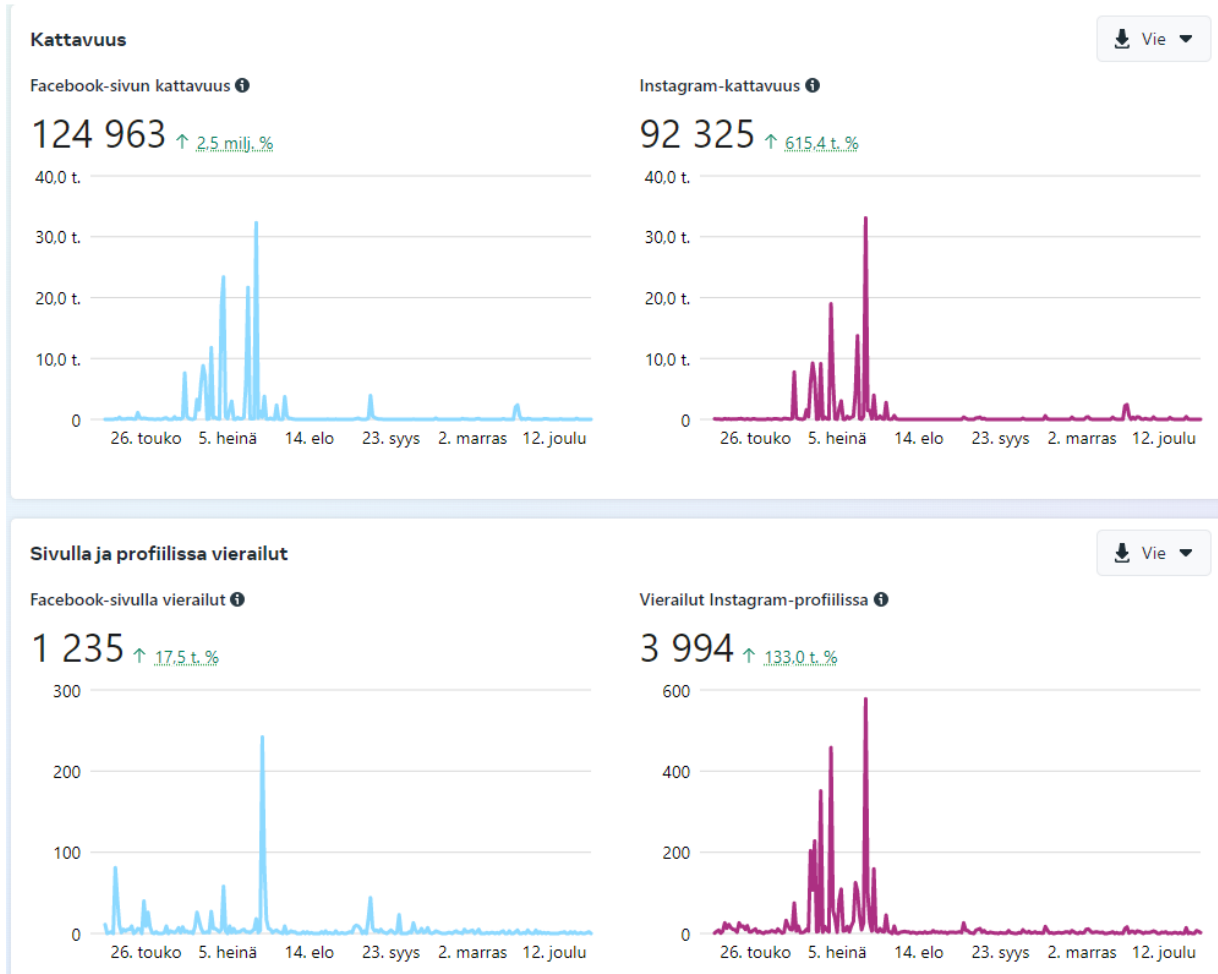 Kattavuus
Vie
Facebook-sivun kattavuus
124 963 ↑ 2,5 milj. %
40,0 t.
30,0 t.
20,0 t.
10,0 t.
0
26. touko 5. heinä 14. elo 23. syys 2. marras 12. joulu
Instagram-kattavuus
92 325 ↑ 615,4 t. %
40,0 t.
30,0 t.
20,0 t.
10,0 t.
0
26. touko 5. heinä 14. elo 23. syys 2. marras 12. joulu
Sivulla ja profiilissa vierailut
Vie
Facebook-sivulla vierailut
1 235 ↑ 17,5 t. %
300
200
100
0
26. touko 5. heinä 14. elo 23. syys 2. marras 12. joulu
Vierailut Instagram-profiilissa
3 994 ↑ 133,0 t. %
600
400
200
0
26. touko 5. heinä 14. elo 23. syys 2. marras 12. joulu